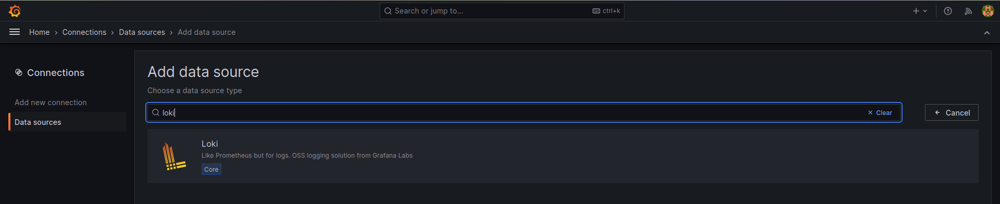 Search or jump to...
ctrl+k
Home › Connections › Data sources › Add data source
Connections
Add new connection
Data sources
Add data source
Choose a data source type
loki
Clear
Cancel
Loki
Like Prometheus but for logs. OSS logging solution from Grafana Labs
Core